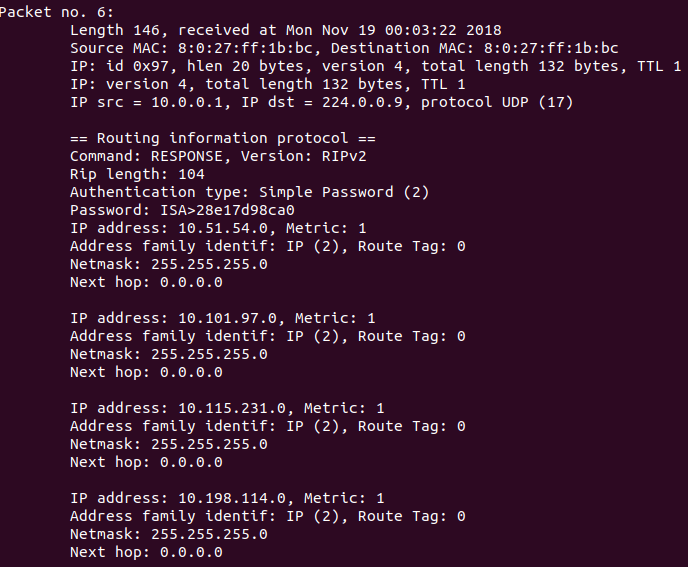 Packet no. 6:
Length 146, received at Mon Nov 19 00:03:22 2018
Source MAC: 8:0:27:ff:1b:bc, Destination MAC: 8:0:27:ff:1b:bc
IP: id 0x97, hlen 20 bytes, version 4, total length 132 bytes, TTL 1
IP: version 4, total length 132 bytes, TTL 1
IP src = 10.0.0.1, IP dst = 224.0.0.9, protocol UDP (17)
== Routing information protocol ==
Command: RESPONSE, Version: RIPv2
Rip length: 104
Authentication type: Simple Password (2)
Password: ISA>28e17d98ca0
IP address: 10.51.54.0, Metric: 1
Address family identif: IP (2), Route Tag: 0
Netmask: 255.255.255.0
Next hop: 0.0.0.0
IP address: 10.101.97.0, Metric: 1
Address family identif: IP (2), Route Tag: 0
Netmask: 255.255.255.0
Next hop: 0.0.0.0
IP address: 10.115.231.0, Metric: 1
Address family identif: IP (2), Route Tag: 0
Netmask: 255.255.255.0
Next hop: 0.0.0.0
IP address: 10.198.114.0, Metric: 1
Address family identif: IP (2), Route Tag: 0
Netmask: 255.255.255.0
Next hop: 0.0.0.0